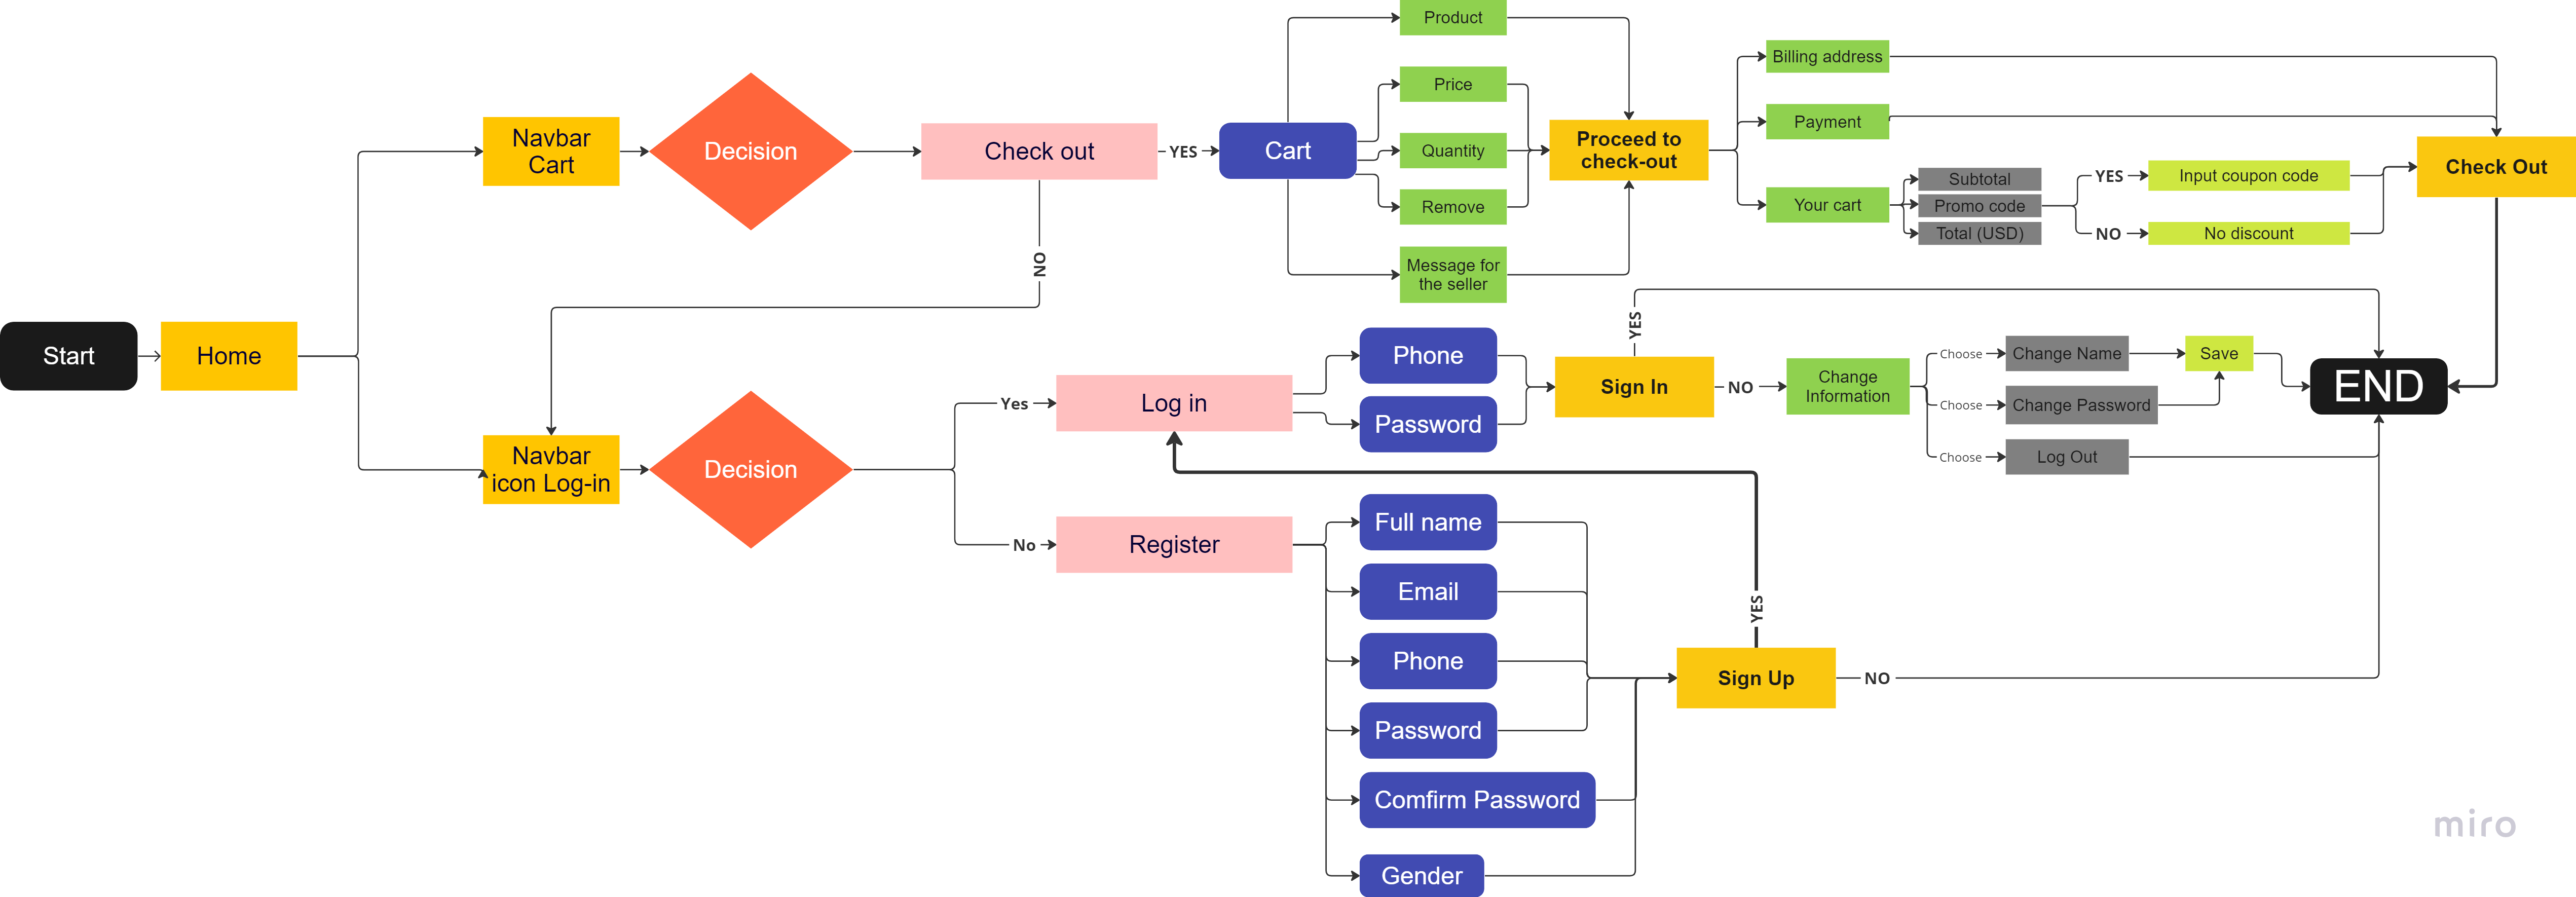 Start
Home
Navbar
Cart
Decision
Check out
YES
NO
Cart
Product
Price
Quantity
Remove
Message for
the seller
Proceed to
check-out
Billing address
Payment
Your cart
Subtotal
Promo code
Total (USD)
YES
Input coupon code
NO
No discount
Check Out
Navbar
icon Log-in
Decision
Yes
Log in
Phone
Password
Sign In
YES
NO
Change
Information
Choose
Change Name
Save
Choose
Change Password
Choose
Log Out
END
No
Register
Full name
Email
Phone
Password
Comfirm Password
Gender
Sign Up
YES
NO
miro